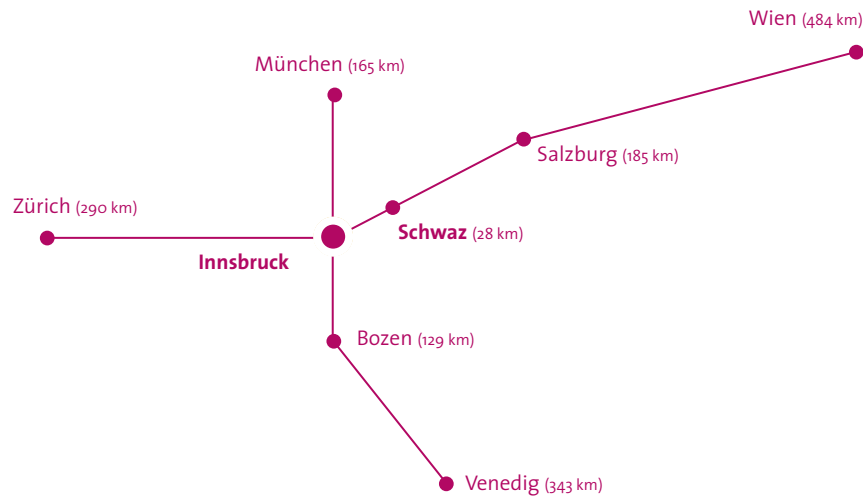 Wien (484 km)
München (165 km)
Salzburg (185 km)
Zürich (290 km)
Schwaz (28 km)
Innsbruck
Bozen (129 km)
Venedig (343 km)